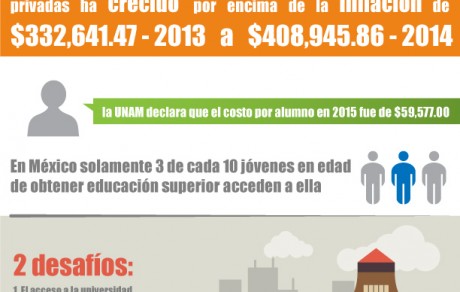 privadas ha crecido por encima de la inflación de
$332,641.47 - 2013 a $408,945.86 - 2014
la UNAM declara que el costo por alumno en 2015 fue de $59,577.00
En México solamente 3 de cada 10 jóvenes en edad
de obtener educación superior acceden a ella
2 desafíos:
1. El acceso a la universidad